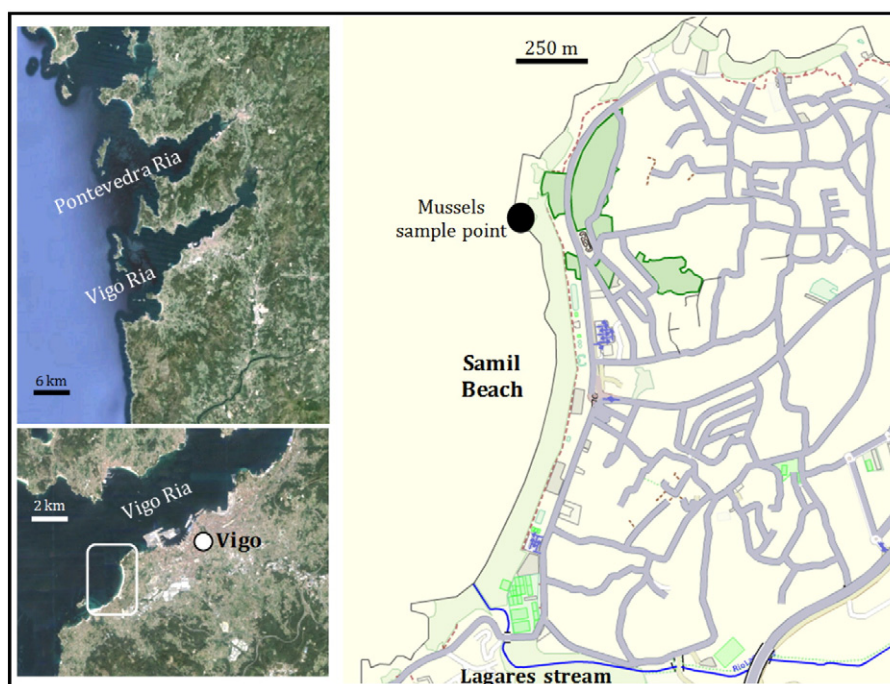 Pontevedra Ria
Vigo Ria
6 km
Vigo Ria
2 km
Vigo
250 m
Mussels
sample point
Samil
Beach
Lagares stream